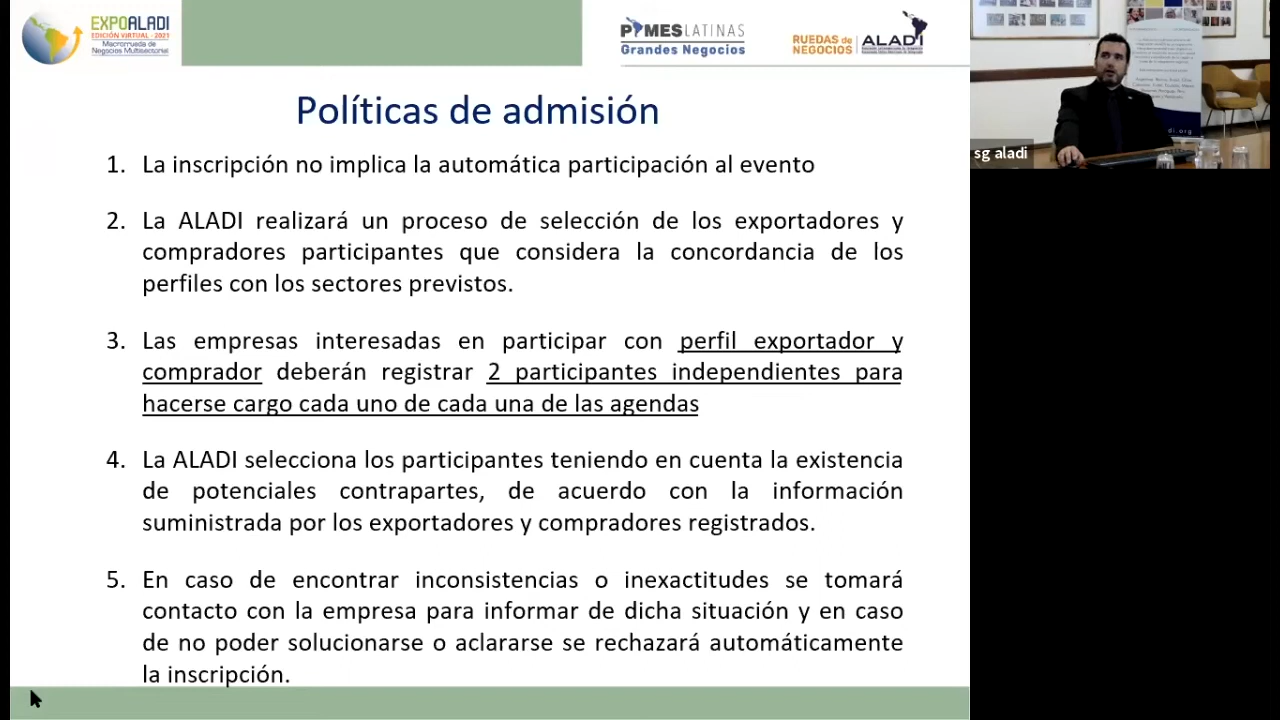 EXPOALADI
EDICIÓN VIRTUAL - 2021
Macrorrueda de
Negocios Multisectorial
PYMESLATINAS
Grandes Negocios
RUEDAS de
NEGOCIOS
ALADI
Políticas de admisión
1. La inscripción no implica la automática participación al evento
2. La ALADI realizará un proceso de selección de los exportadores y
compradores participantes que considera la concordancia de los
perfiles con los sectores previstos.
3. Las empresas interesadas en participar con perfil exportador y
comprador deberán registrar 2 participantes independientes para
hacerse cargo cada uno de cada una de las agendas
4. La ALADI selecciona los participantes teniendo en cuenta la existencia
de potenciales contrapartes, de acuerdo con la información
suministrada por los exportadores y compradores registrados.
5. En caso de encontrar inconsistencias o inexactitudes se tomará
contacto con la empresa para informar de dicha situación y en caso
de no poder solucionarse o aclararse se rechazará automáticamente
la inscripción.
sg aladi